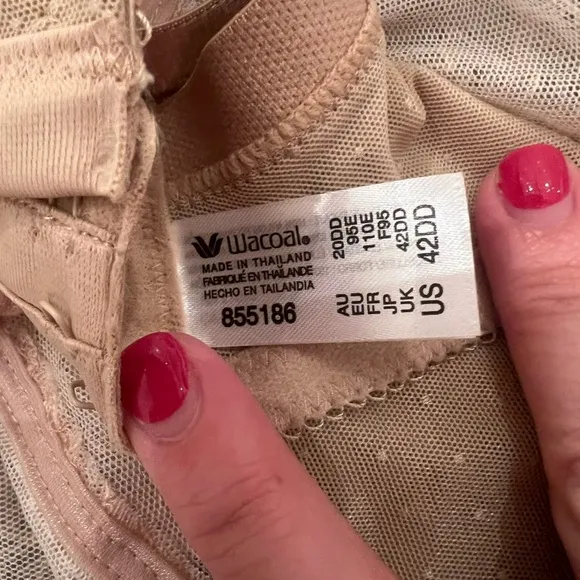 Wacoal®
MADE IN THAILAND
FABRIQUÉ EN THAÏLANDE
HECHO EN TAILANDIA
855186
AU 20DD
EU 95E
FR 110E
JP F95
UK 42DD
US 42DD